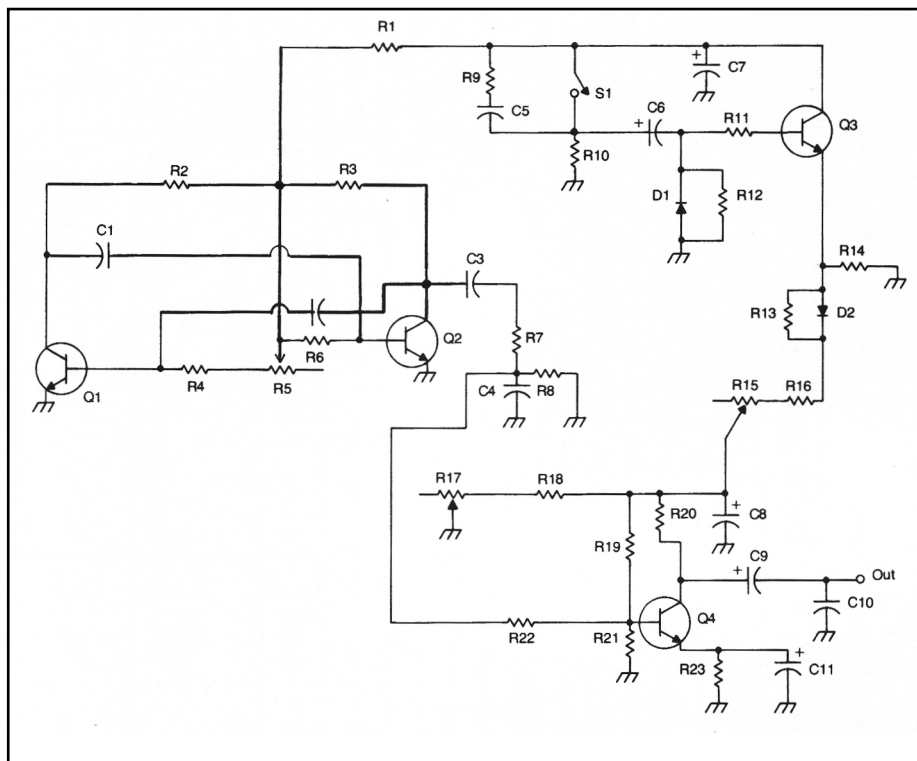 R1
R9
C5
S1
C6
+
C7
+
R11
Q3
R10
D1
R12
R2
R3
C1
C3
R14
R13
D2
R6
Q2
R7
R4
R5
Q1
C4
R8
R15
R16
R17
R18
R20
+
C8
R19
+
C9
Out
C10
Q4
R22
R21
R23
+
C11